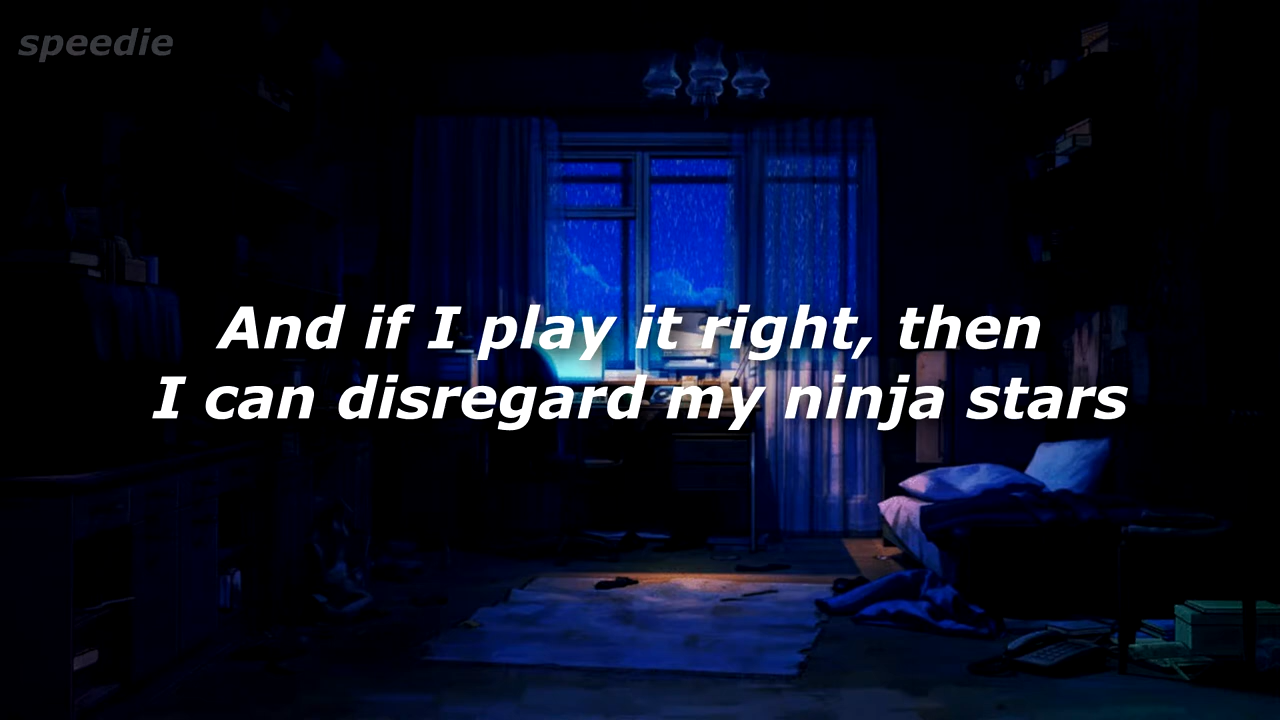 speedie
And if I play it right, then
I can disregard my ninja stars